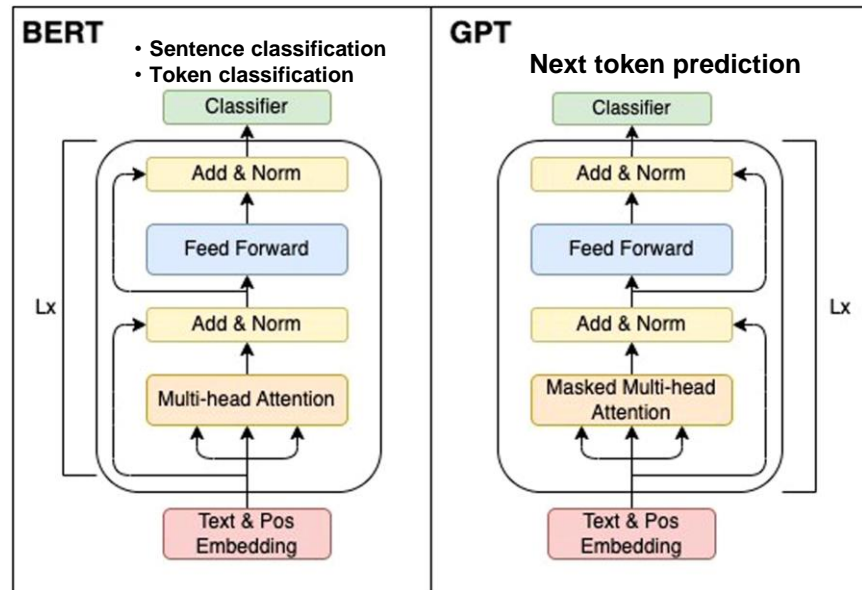 BERT
• Sentence classification
• Token classification
Classifier
Add & Norm
Feed Forward
Lx
Add & Norm
Multi-head Attention
Text & Pos
Embedding
GPT
Next token prediction
Classifier
Add & Norm
Feed Forward
Lx
Add & Norm
Masked Multi-head
Attention
Text & Pos
Embedding